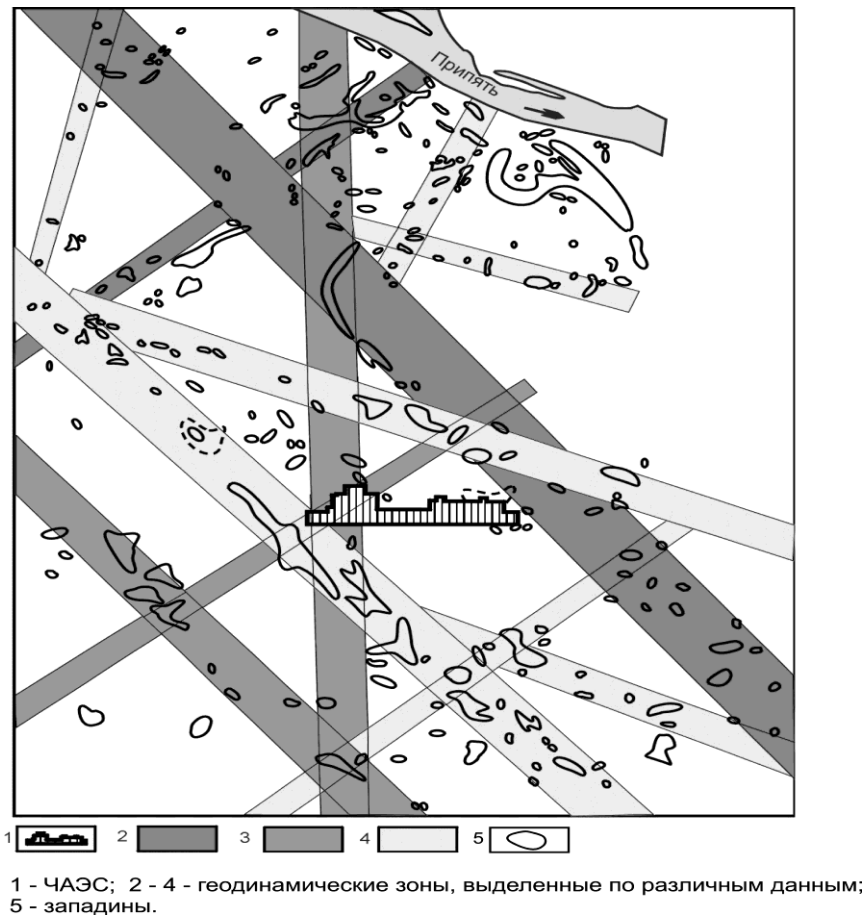 Припять
1 2 3 4 5
1 - ЧАЭС; 2 - 4 - геодинамические зоны, выделенные по различным данным;
5 - западины.